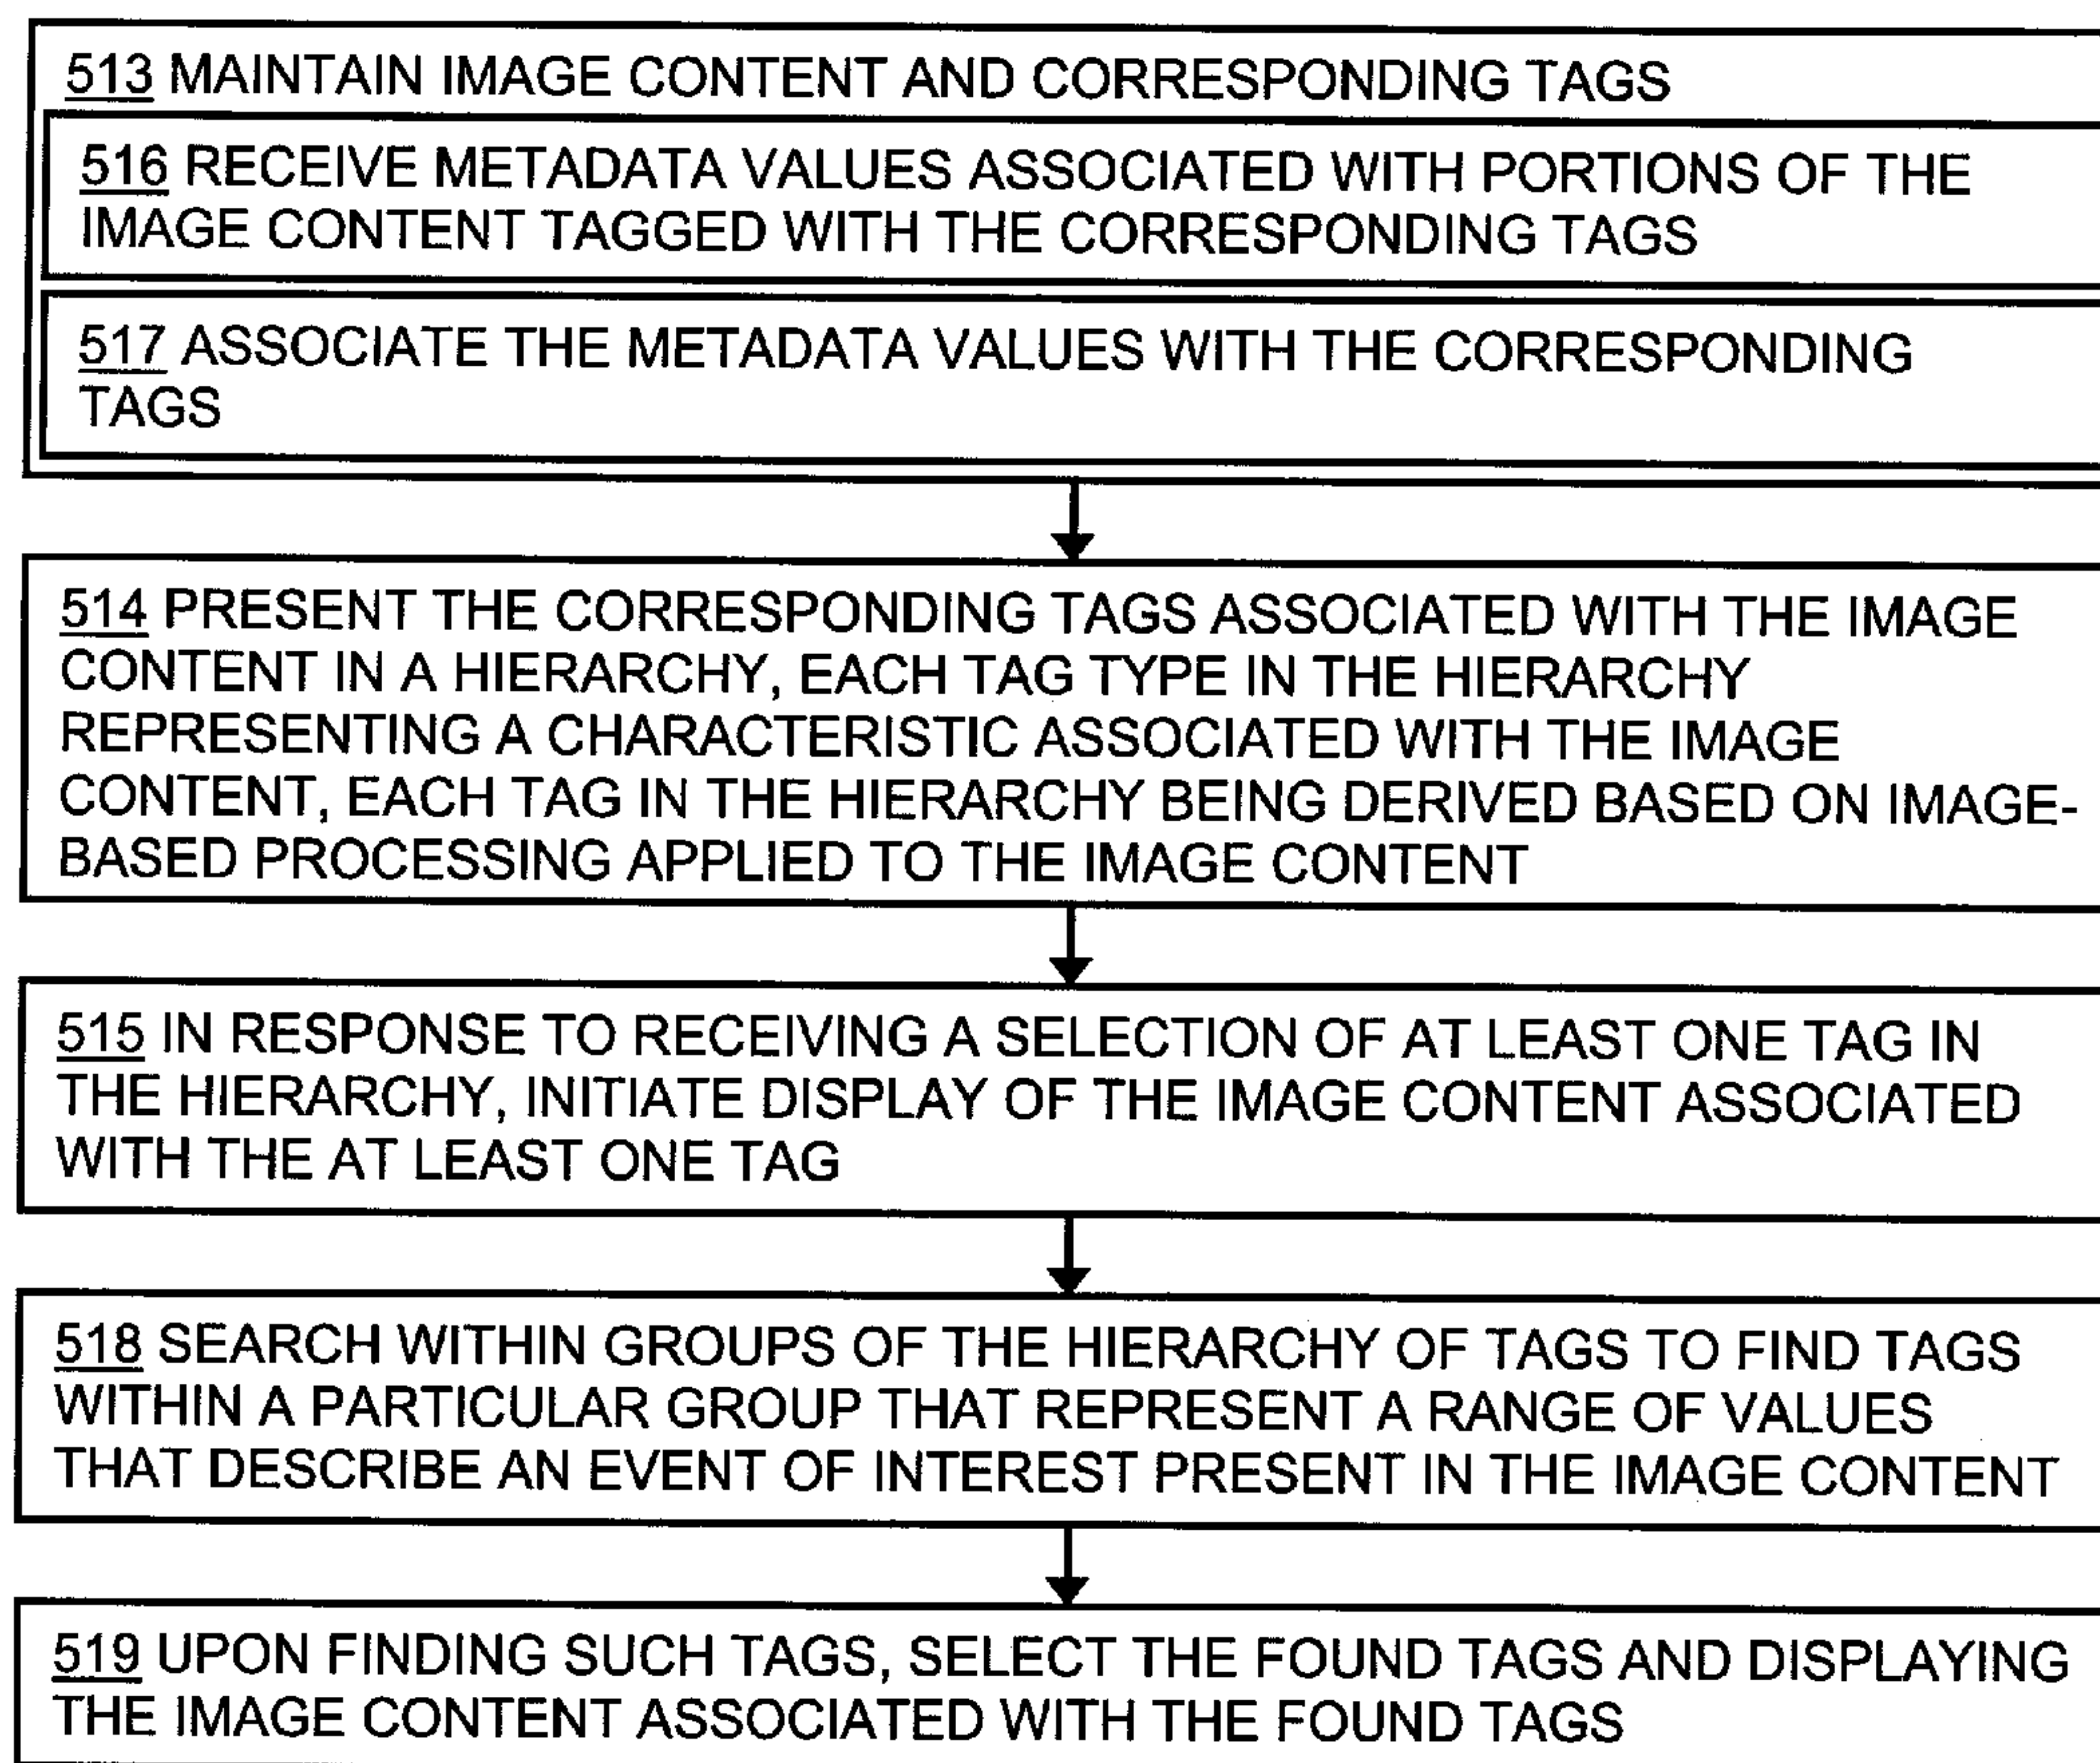 513 MAINTAIN IMAGE CONTENT AND CORRESPONDING TAGS
516 RECEIVE METADATA VALUES ASSOCIATED WITH PORTIONS OF THE
IMAGE CONTENT TAGGED WITH THE CORRESPONDING TAGS
517 ASSOCIATE THE METADATA VALUES WITH THE CORRESPONDING
TAGS
514 PRESENT THE CORRESPONDING TAGS ASSOCIATED WITH THE IMAGE
CONTENT IN A HIERARCHY, EACH TAG TYPE IN THE HIERARCHY
REPRESENTING A CHARACTERISTIC ASSOCIATED WITH THE IMAGE
CONTENT, EACH TAG IN THE HIERARCHY BEING DERIVED BASED ON IMAGE-
BASED PROCESSING APPLIED TO THE IMAGE CONTENT
515 IN RESPONSE TO RECEIVING A SELECTION OF AT LEAST ONE TAG IN
THE HIERARCHY, INITIATE DISPLAY OF THE IMAGE CONTENT ASSOCIATED
WITH THE AT LEAST ONE TAG
518 SEARCH WITHIN GROUPS OF THE HIERARCHY OF TAGS TO FIND TAGS
WITHIN A PARTICULAR GROUP THAT REPRESENT A RANGE OF VALUES
THAT DESCRIBE AN EVENT OF INTEREST PRESENT IN THE IMAGE CONTENT
519 UPON FINDING SUCH TAGS, SELECT THE FOUND TAGS AND DISPLAYING
THE IMAGE CONTENT ASSOCIATED WITH THE FOUND TAGS